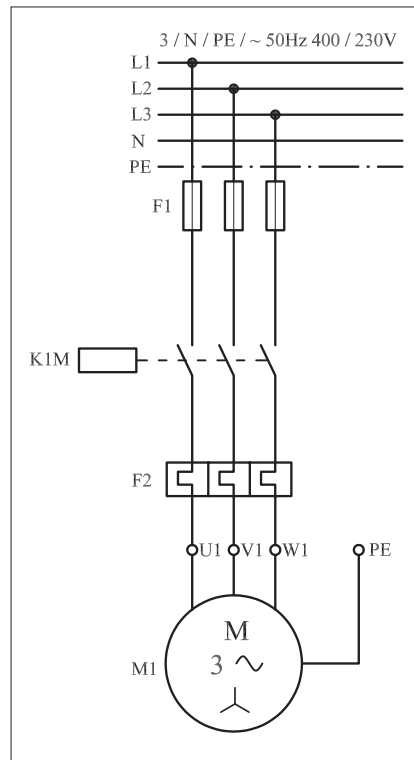 3 / N / PE / ~ 50Hz 400 / 230V
L1
L2
L3
N
PE
F1
K1M
F2
U1 V1 W1 PE
M
M1 3